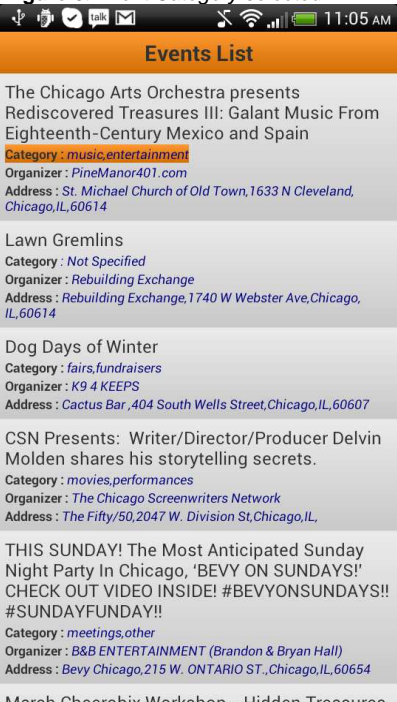 talk
11:05 AM
Events List
The Chicago Arts Orchestra presents
Rediscovered Treasures III: Galant Music From
Eighteenth-Century Mexico and Spain
Category : music,entertainment
Organizer : PineManor401.com
Address : St. Michael Church of Old Town,1633 N Cleveland,
Chicago,IL,60614
Lawn Gremlins
Category : Not Specified
Organizer : Rebuilding Exchange
Address : Rebuilding Exchange,1740 W Webster Ave,Chicago,
IL,60614
Dog Days of Winter
Category : fairs,fundraisers
Organizer : K9 4 KEEPS
Address : Cactus Bar ,404 South Wells Street,Chicago,IL,60607
CSN Presents:  Writer/Director/Producer Delvin
Molden shares his storytelling secrets.
Category : movies,performances
Organizer : The Chicago Screenwriters Network
Address : The Fifty/50,2047 W. Division St,Chicago,IL,
THIS SUNDAY! The Most Anticipated Sunday
Night Party In Chicago, ‘BEVY ON SUNDAYS!’
CHECK OUT VIDEO INSIDE! #BEVYONSUNDAYS!!
#SUNDAYFUNDAY!!
Category : meetings,other
Organizer : B&B ENTERTAINMENT (Brandon & Bryan Hall)
Address : Bevy Chicago,215 W. ONTARIO ST.,Chicago,IL,60654
Workshop - Hidden Treasures